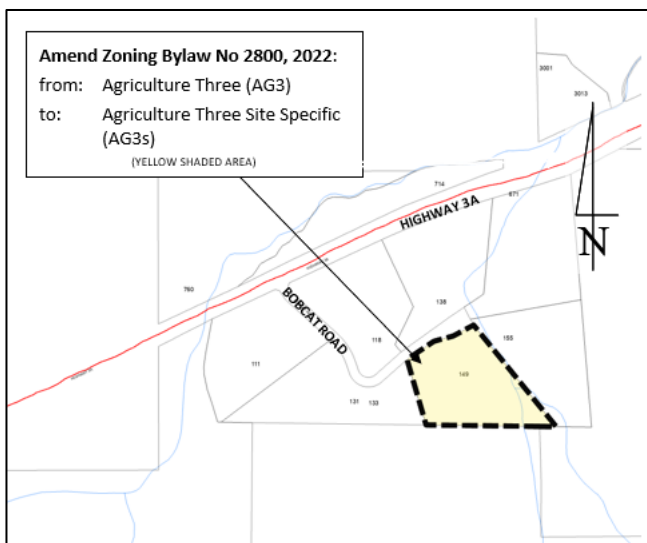 Amend Zoning Bylaw No 2800, 2022:
from: Agriculture Three (AG3)
to: Agriculture Three Site Specific
(AG3s)
(YELLOW SHADED AREA)
3001
3013
714
671
HIGHWAY 3A
N
760
138
BOBCAT ROAD
118
155
111
149
131 133